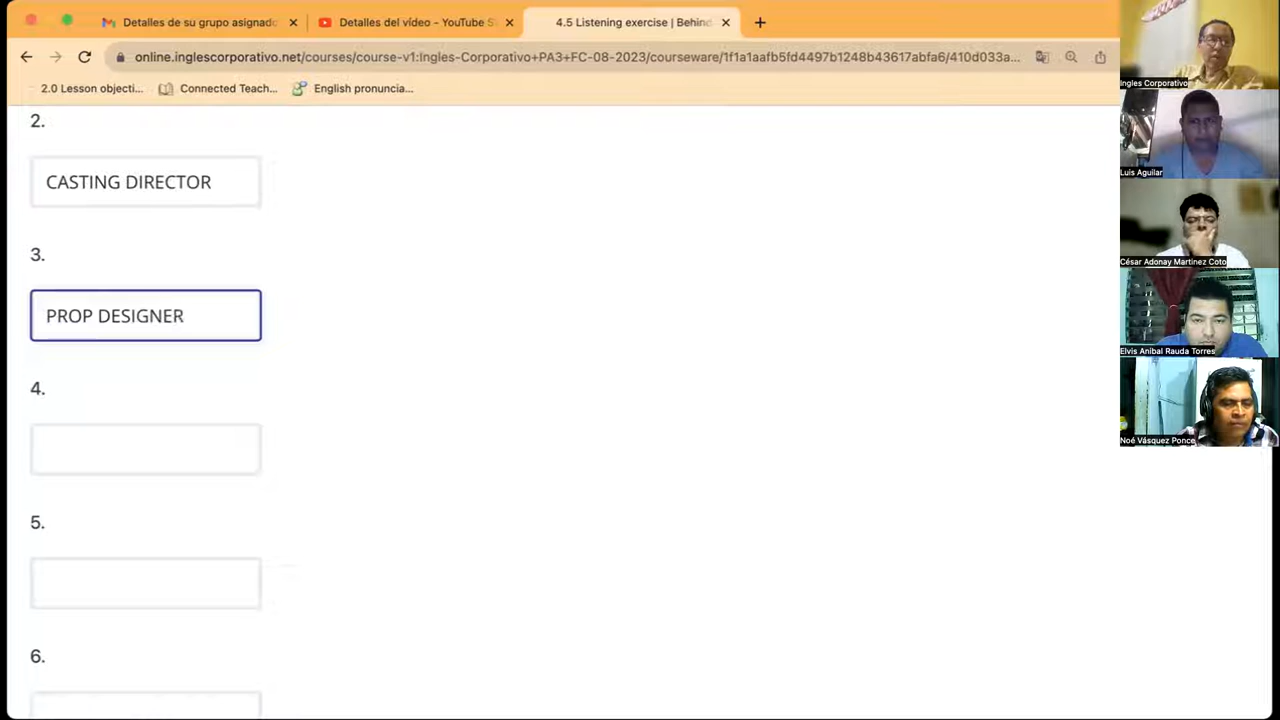 Detalles de su grupo asignado
Detalles del vídeo - YouTube S
4.5 Listening exercise | Behind
online.inglescorporativo.net/courses/course-v1:Ingles-Corporativo+PA3+FC-08-2023/courseware/1f1a1aafb5fd4497b1248b43617abfa6/410d033a...
2.0 Lesson objecti...
Connected Teach...
English pronuncia...
Ingles Corporativo
Luis Aguilar
César Adonay Martinez Coto
Elvis Anibal Rauda Torres
Noé Vásquez Ponce
2.
CASTING DIRECTOR
3.
PROP DESIGNER
4.
5.
6.